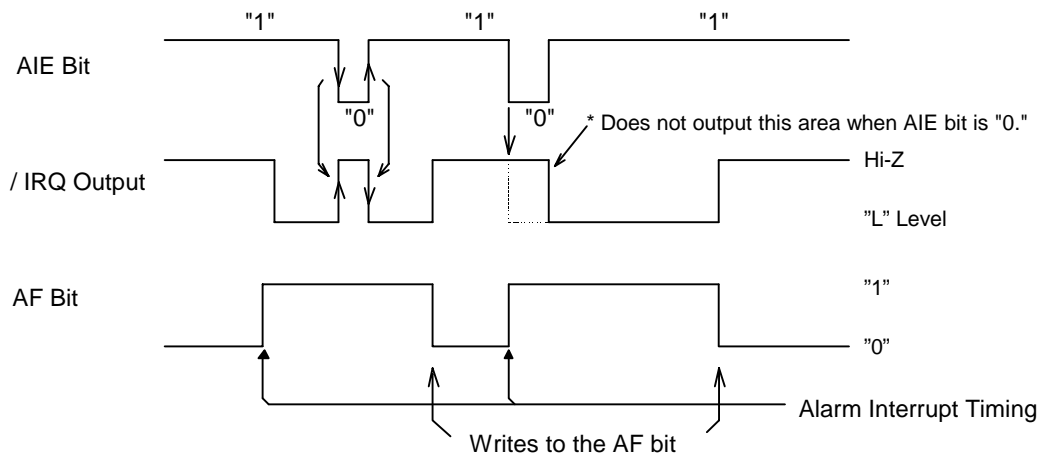 "1" "1" "1"
AIE Bit
"0" "0"
* Does not output this area when AIE bit is "0."
Hi-Z
/ IRQ Output
"L" Level
"1"
AF Bit
"0"
Alarm Interrupt Timing
Writes to the AF bit